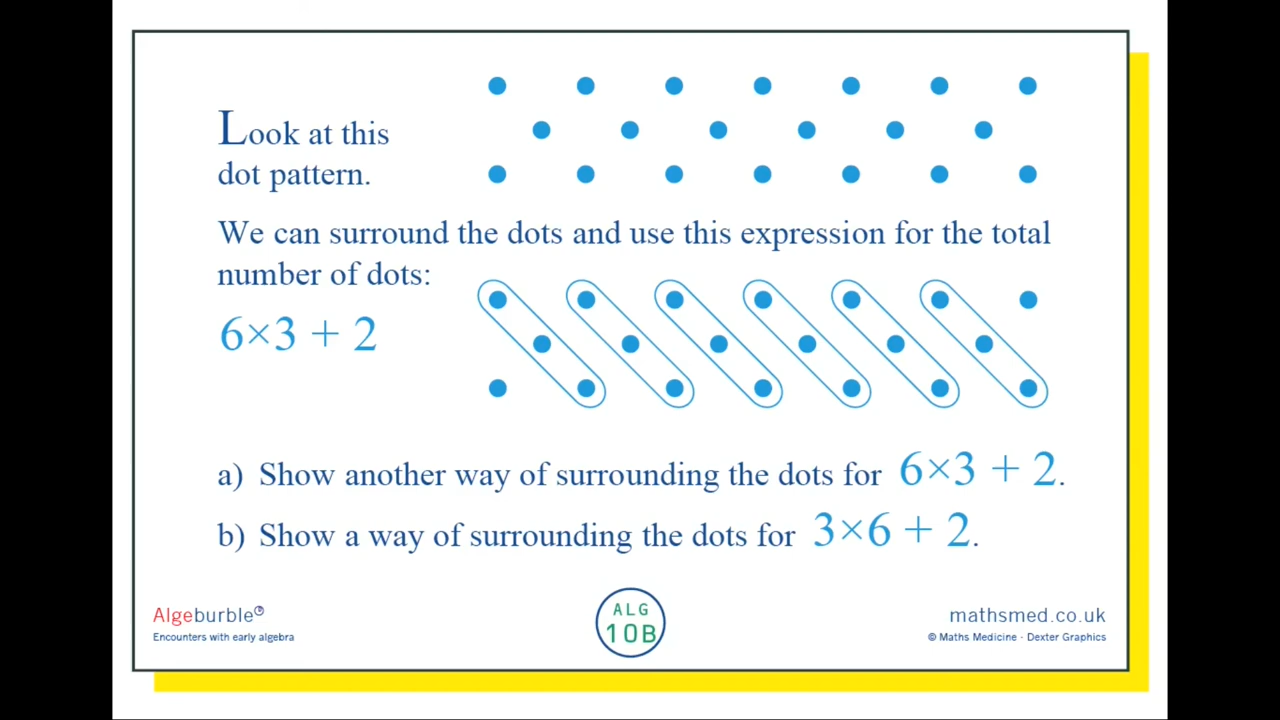 Look at this
dot pattern.
We can surround the dots and use this expression for the total
number of dots:
6×3 + 2
a) Show another way of surrounding the dots for 6×3 + 2.
b) Show a way of surrounding the dots for 3×6 + 2.
Algeburble
Encounters with early algebra
ALG
10B
mathsmed.co.uk
© Maths Medicine · Dexter Graphics